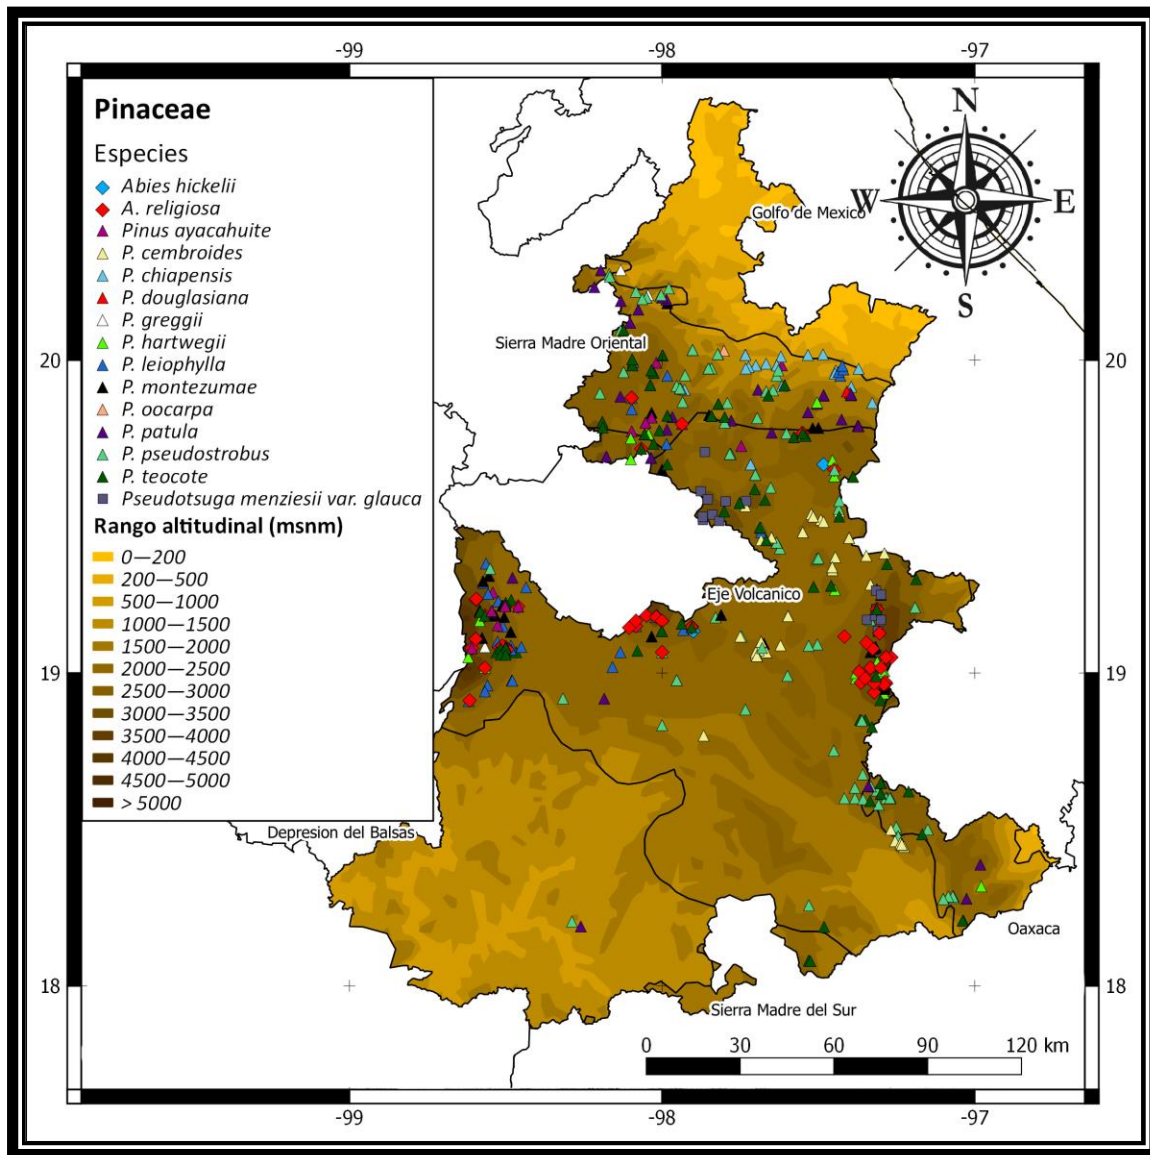 -99 -98 -97
Pinaceae
Especies
Abies hickelii
A. religiosa
Pinus ayacahuite
P. cembroides
P. chiapensis
P. douglasiana
P. greggii
P. hartwegii
P. leiophylla
P. montezumae
P. oocarpa
P. patula
P. pseudostrobus
P. teocote
Pseudotsuga menziesii var. glauca
Rango altitudinal (msnm)
0—200
200—500
500—1000
1000—1500
1500—2000
2000—2500
2500—3000
3000—3500
3500—4000
4000—4500
4500—5000
> 5000
N
W E
S
Golfo de Mexico
Sierra Madre Oriental
20 20
Eje Volcanico
19 19
Depresion del Balsas
Oaxaca
18 18
Sierra Madre del Sur
0 30 60 90 120 km
-99 -98 -97